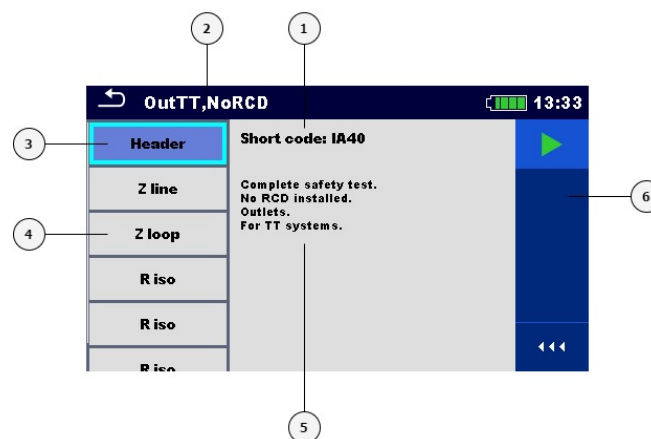 2
1
OutTT,NoRCD
13:33
3
Header
Short code: IA40
Z line
Complete safety test.
No RCD installed.
Outlets.
For TT systems.
6
4
Z loop
R iso
R iso
R iso
5